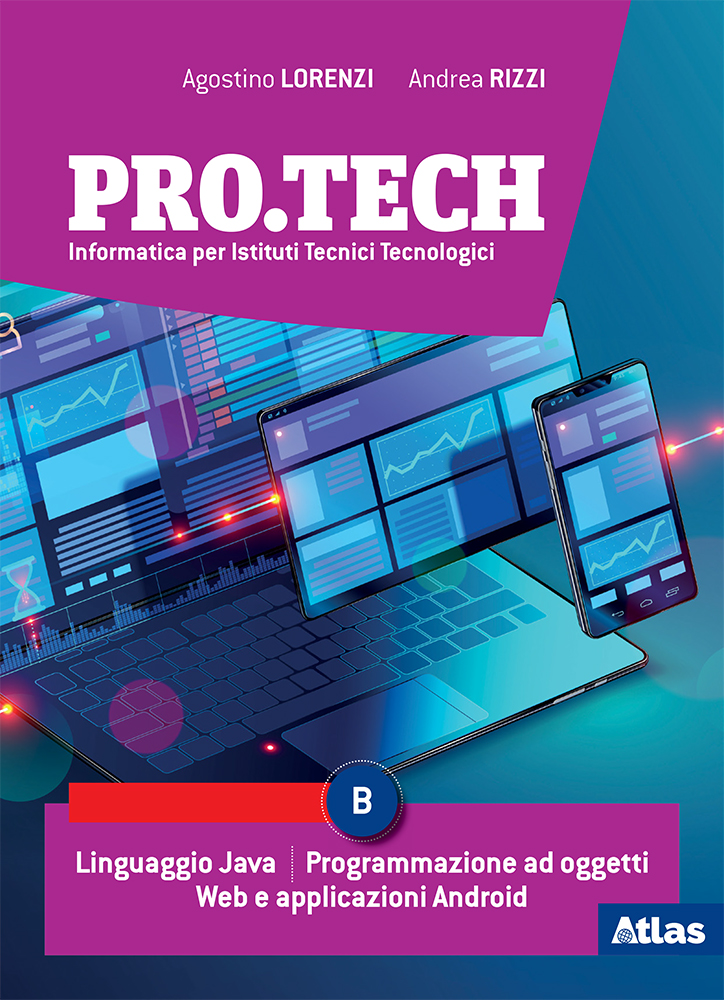 Agostino LORENZI Andrea RIZZI
PRO.TECH
Informatica per Istituti Tecnici Tecnologici
B
Linguaggio Java Programmazione ad oggetti
Web e applicazioni Android
Atlas